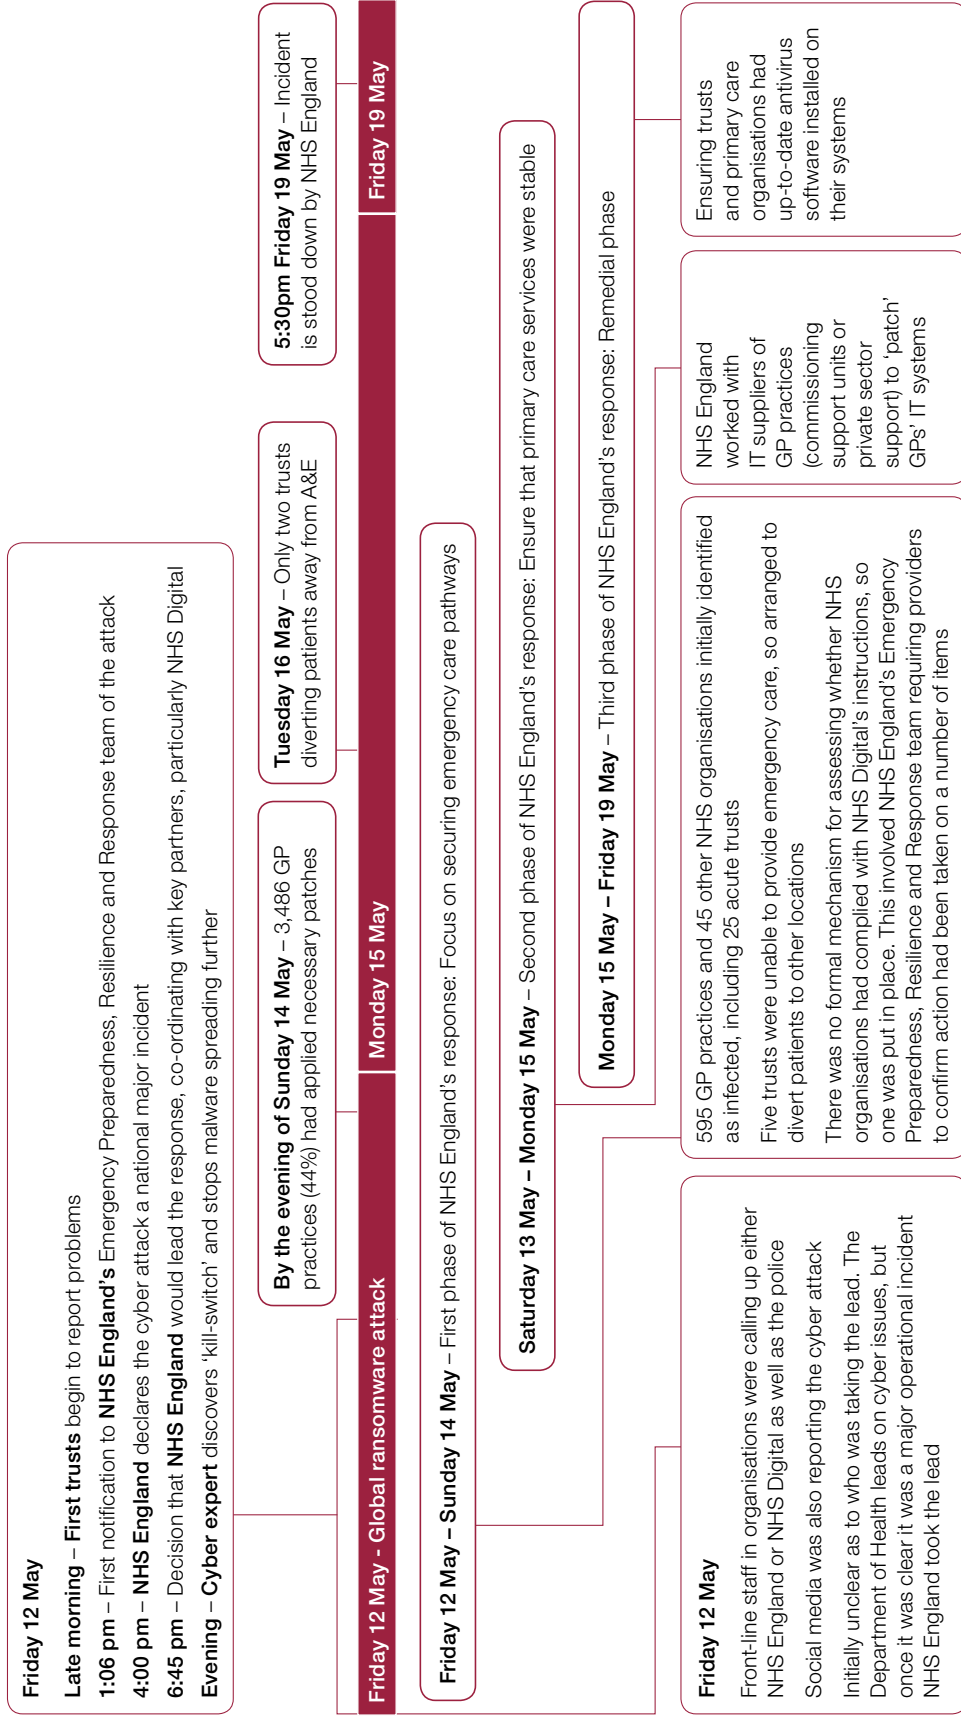 Friday 12 May
Late morning – First trusts begin to report problems
1:06 pm – First notification to NHS England's Emergency Preparedness, Resilience and Response team of the attack
4:00 pm – NHS England declares the cyber attack a national major incident
6:45 pm – Decision that NHS England would lead the response, co-ordinating with key partners, particularly NHS Digital
Evening – Cyber expert discovers ‘kill-switch’ and stops malware spreading further
By the evening of Sunday 14 May – 3,486 GP
practices (44%) had applied necessary patches
Tuesday 16 May – Only two trusts
diverting patients away from A&E
5:30pm Friday 19 May – Incident
is stood down by NHS England
Friday 12 May - Global ransomware attack
Monday 15 May
Friday 19 May
Friday 12 May – Sunday 14 May – First phase of NHS England's response: Focus on securing emergency care pathways
Saturday 13 May – Monday 15 May – Second phase of NHS England's response: Ensure that primary care services were stable
Monday 15 May – Friday 19 May – Third phase of NHS England's response: Remedial phase
Friday 12 May
Front-line staff in organisations were calling up either
NHS England or NHS Digital as well as the police
Social media was also reporting the cyber attack
Initially unclear as to who was taking the lead. The
Department of Health leads on cyber issues, but
once it was clear it was a major operational incident
NHS England took the lead
595 GP practices and 45 other NHS organisations initially identified
as infected, including 25 acute trusts
Five trusts were unable to provide emergency care, so arranged to
divert patients to other locations
There was no formal mechanism for assessing whether NHS
organisations had complied with NHS Digital's instructions, so
one was put in place. This involved NHS England's Emergency
Preparedness, Resilience and Response team requiring providers
to confirm action had been taken on a number of items
NHS England
worked with
IT suppliers of
GP practices
(commissioning
support units or
private sector
support) to ‘patch’
GPs’ IT systems
Ensuring trusts
and primary care
organisations had
up-to-date antivirus
software installed on
their systems